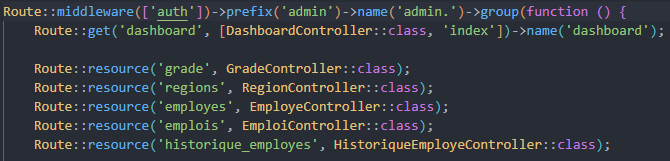 Route::middleware(['auth'])->prefix('admin')->name('admin.')->group(function () {
Route::get('dashboard', [DashboardController::class, 'index'])->name('dashboard');
Route::resource('grade', GradeController::class);
Route::resource('regions', RegionController::class);
Route::resource('employes', EmployeController::class);
Route::resource('emplois', EmploiController::class);
Route::resource('historique_employes', HistoriqueEmployeController::class);